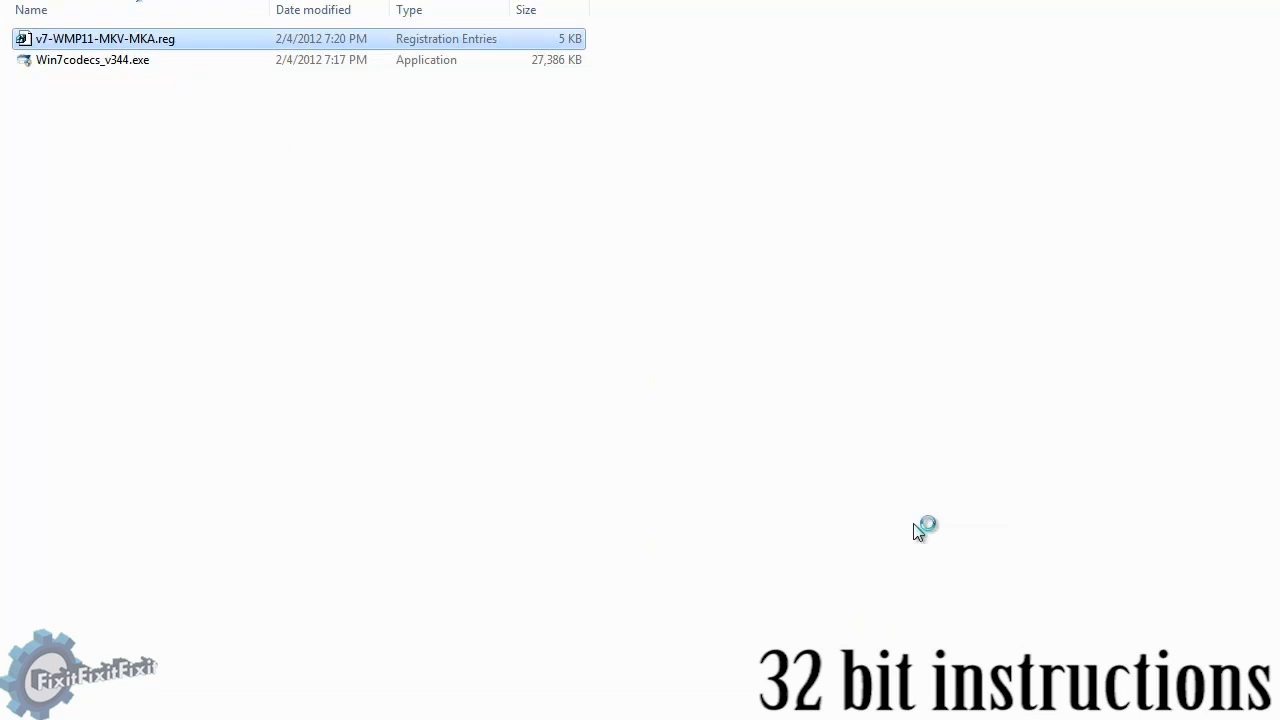 Name Date modified Type Size
v7-WMP11-MKV-MKA.reg 2/4/2012 7:20 PM Registration Entries 5 KB
Win7codecs_v344.exe 2/4/2012 7:17 PM Application 27,386 KB
FixitFixitFixit
32 bit instructions